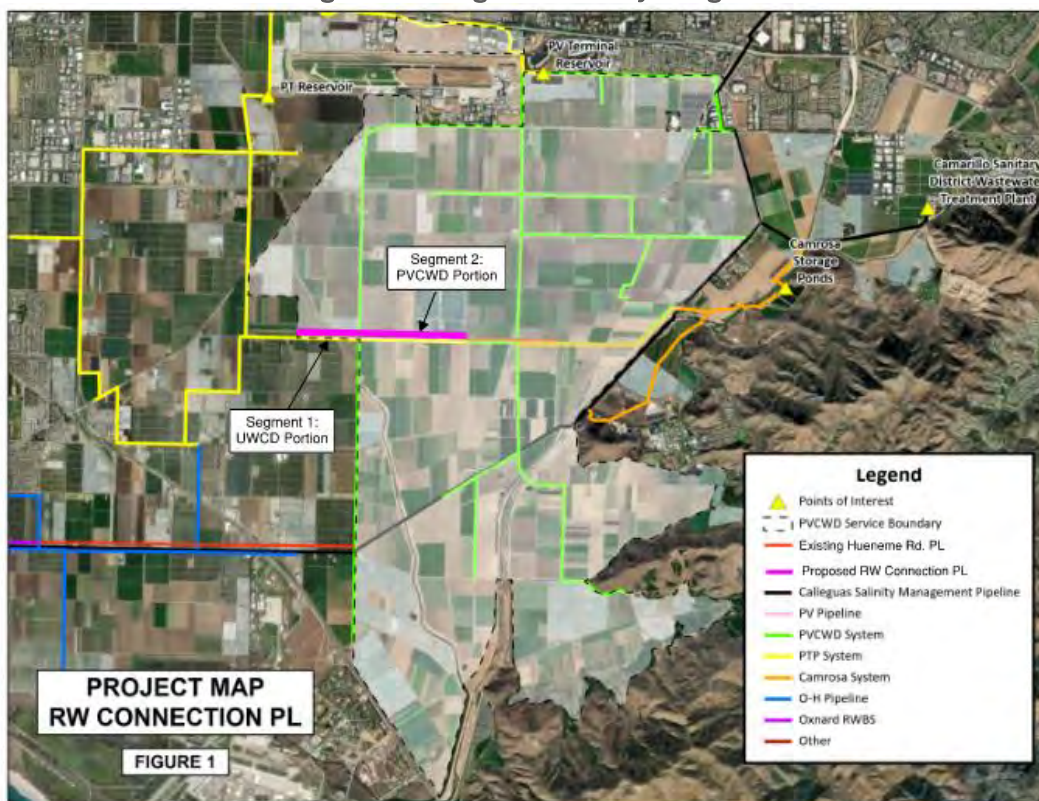 PV Terminal
Reservoir
PT Reservoir
Camarillo Sanitary
District-Wastewater
Treatment Plant
Camrosa
Storage
Ponds
Segment 2:
PVCWD Portion
Segment 1:
UWCD Portion
Legend
Points of Interest
PVCWD Service Boundary
Existing Hueneme Rd. PL
Proposed RW Connection PL
Calleguas Salinity Management Pipeline
PV Pipeline
PVCWD System
PTP System
Camrosa System
O-H Pipeline
Oxnard RWBS
Other
PROJECT MAP
RW CONNECTION PL
FIGURE 1